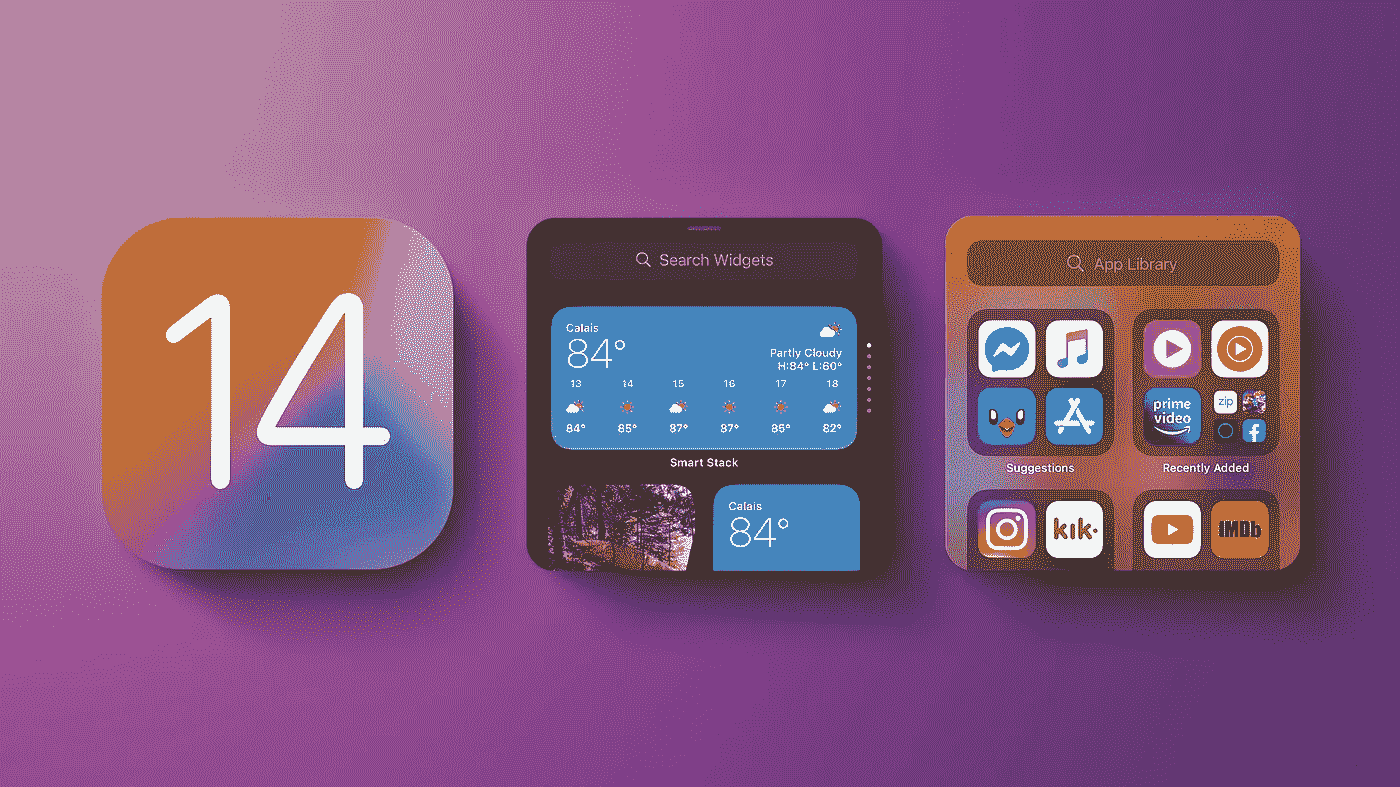 14
Search Widgets
Calais
84°
Partly Cloudy
H:84° L:60°
13 14 15 16 17 18
84° 85° 87° 87° 85° 82°
Smart Stack
Calais
84°
App Library
prime
video
zip
f
Suggestions
Recently Added
kik·
IMDb